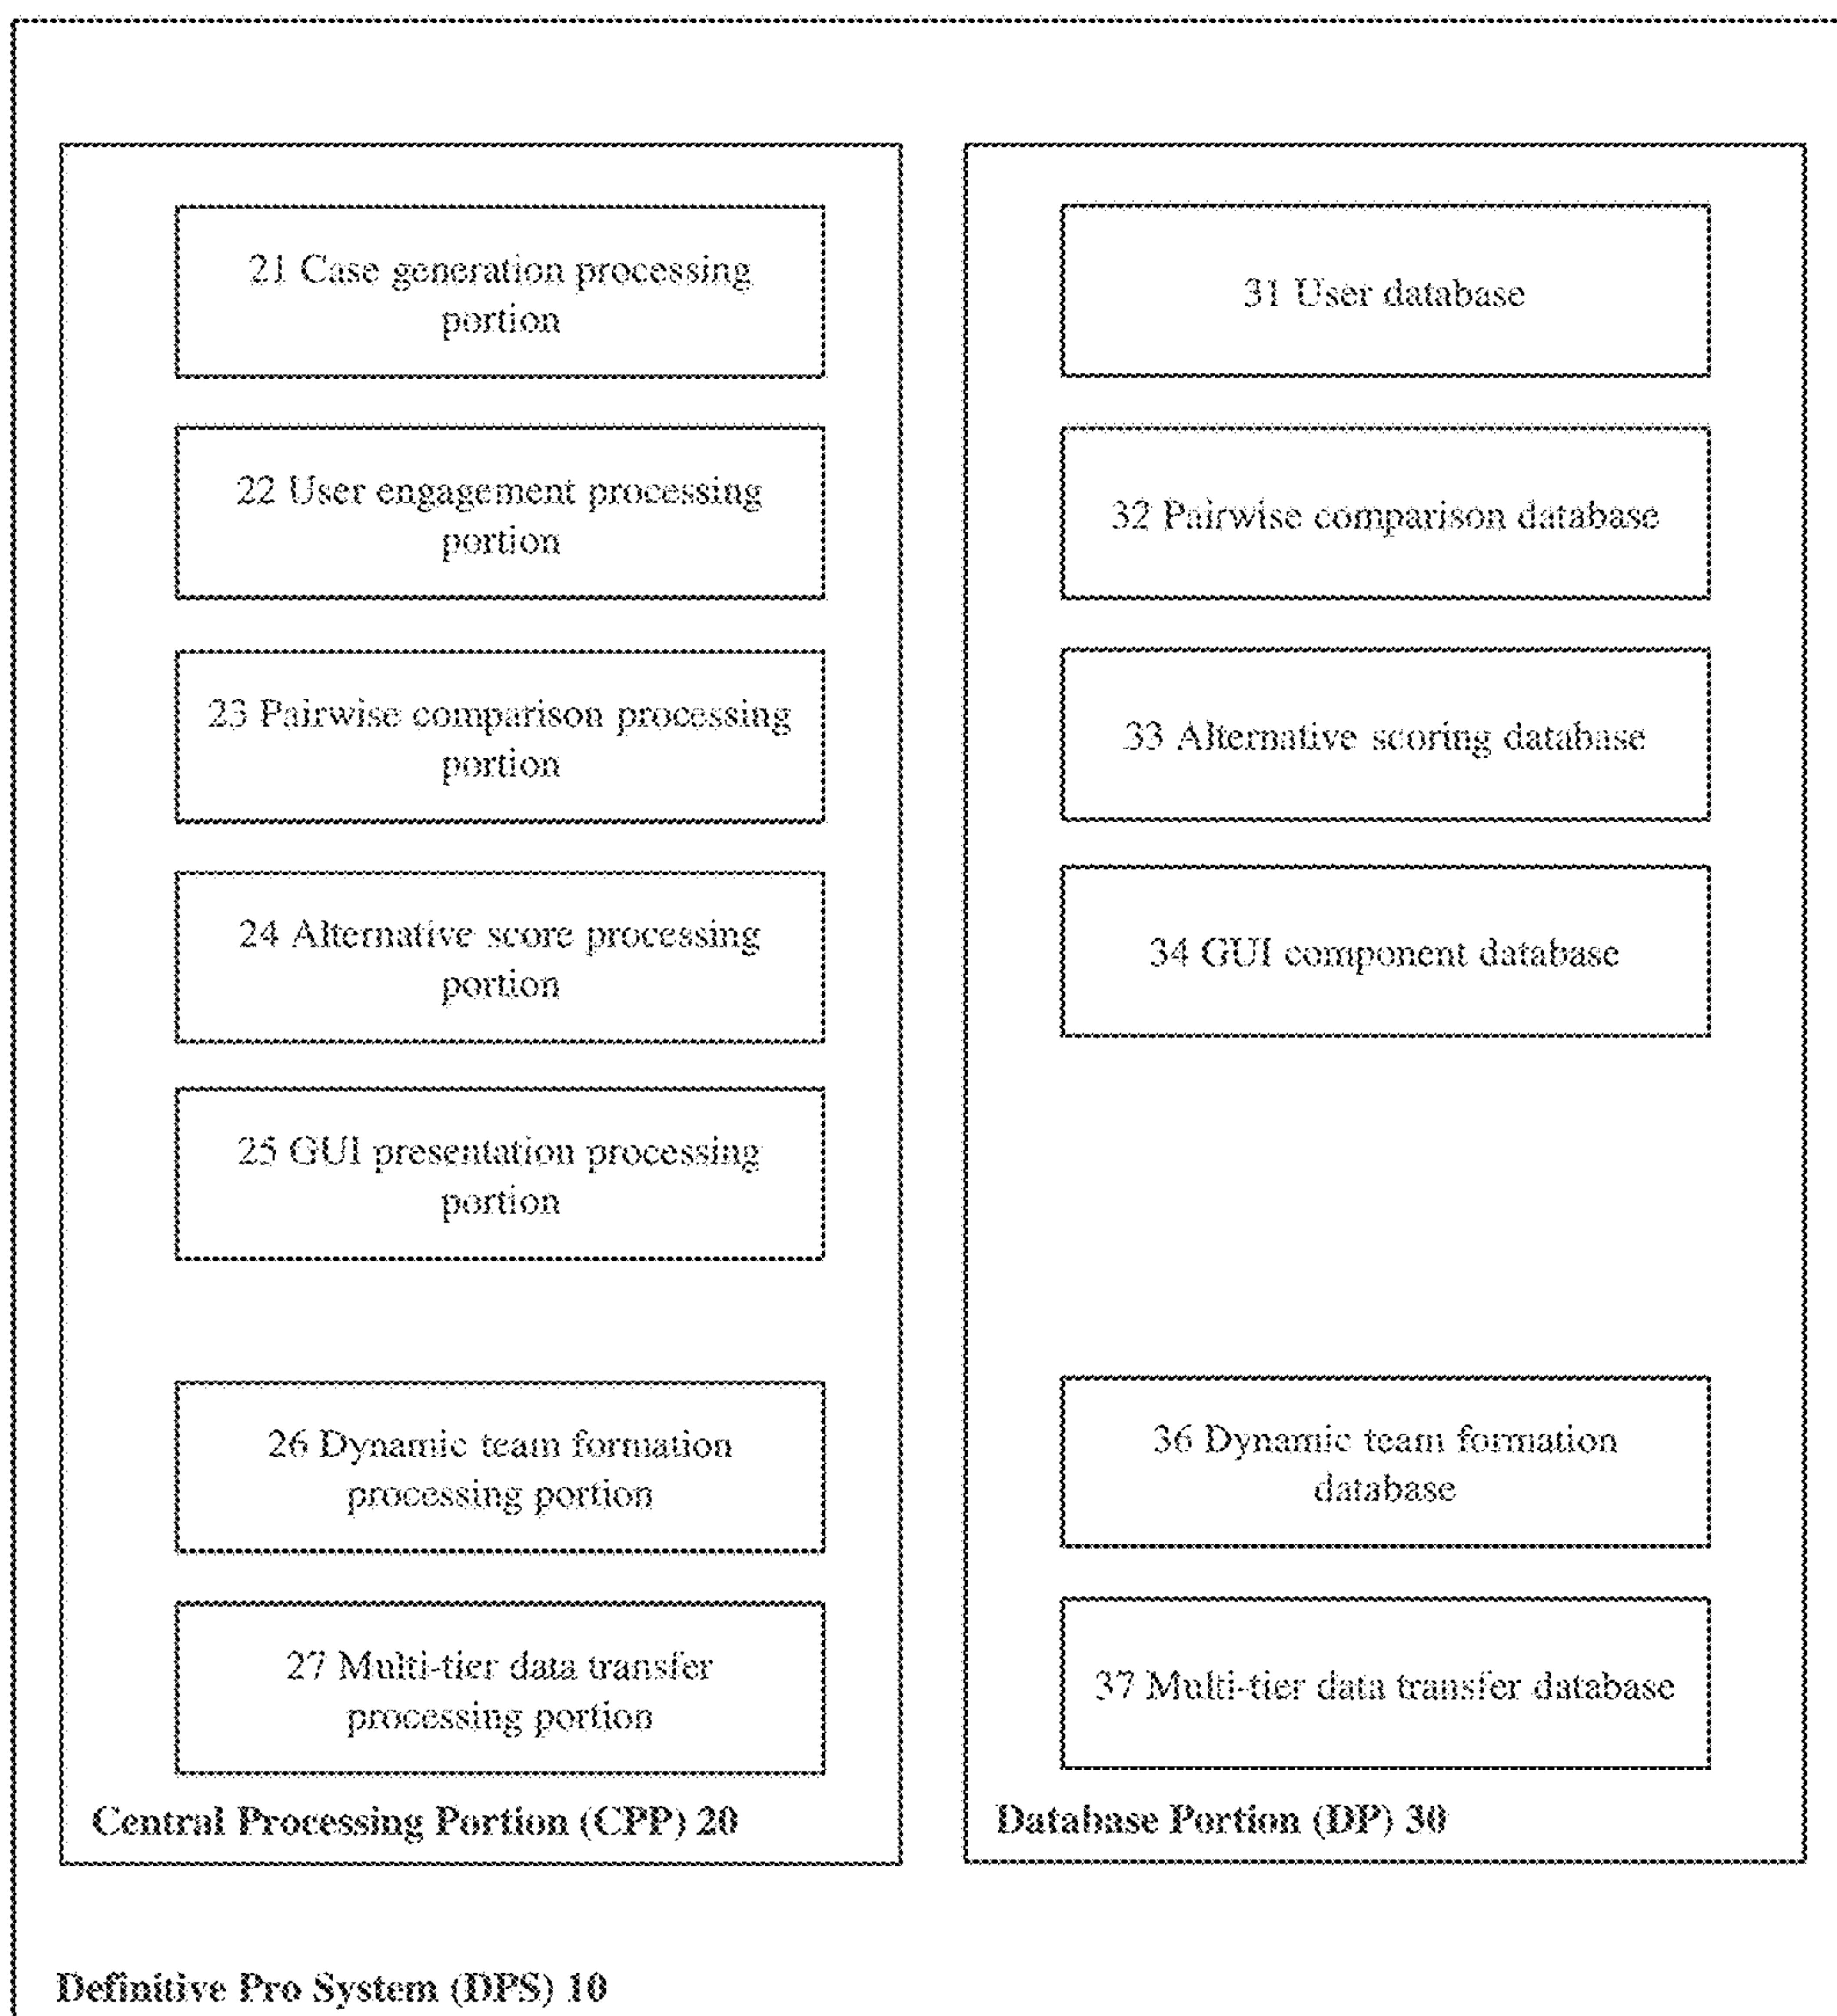 21 Case generation processing
portion
22 User engagement processing
portion
23 Pairwise comparison processing
portion
24 Alternative score processing
portion
25 GUI presentation processing
portion
26 Dynamic team formation
processing portion
27 Multi-tier data transfer
processing portion
Central Processing Portion (CPP) 20
31 User database
32 Pairwise comparison database
33 Alternative scoring database
34 GUI component database
36 Dynamic team formation
database
37 Multi-tier data transfer database
Database Portion (DP) 30
Definitive Pro System (DPS) 10